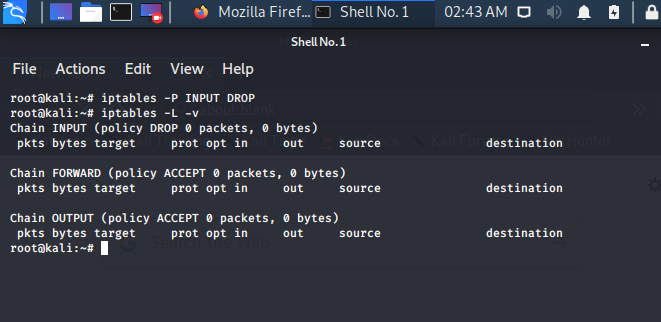 Mozilla Firef...
Shell No. 1
02:43 AM
Shell No. 1
File Actions Edit View Help
root@kali:~# iptables -P INPUT DROP
root@kali:~# iptables -L -v
Chain INPUT (policy DROP 0 packets, 0 bytes)
pkts bytes target prot opt in out source destination
Chain FORWARD (policy ACCEPT 0 packets, 0 bytes)
pkts bytes target prot opt in out source destination
Chain OUTPUT (policy ACCEPT 0 packets, 0 bytes)
pkts bytes target prot opt in out source destination
root@kali:~#
Search the Web